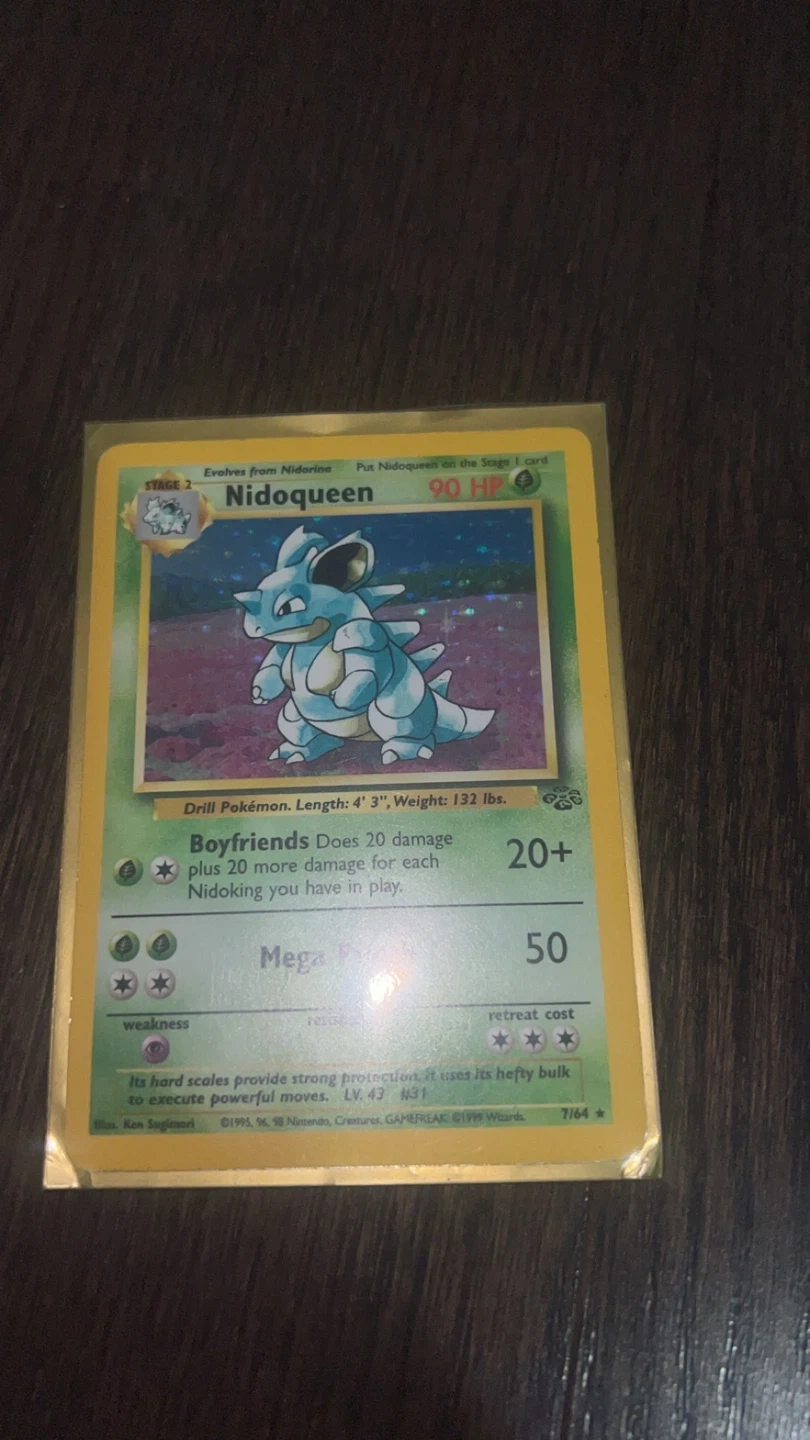 Evolves from Nidorina Put Nidoqueen on the Stage 1 card
STAGE 2
Nidoqueen 90 HP
Drill Pokémon. Length: 4' 3", Weight: 132 lbs.
Boyfriends Does 20 damage
plus 20 more damage for each
Nidoking you have in play.
20+
Mega 50
weakness retreat cost
Its hard scales provide strong protection. It uses its hefty bulk
to execute powerful moves. LV. 43 #31
Illus. Ken Sugimori ©1995, 96, 98 Nintendo, Creatures, GAMEFREAK. ©1999 Wizards. 7/64 ★